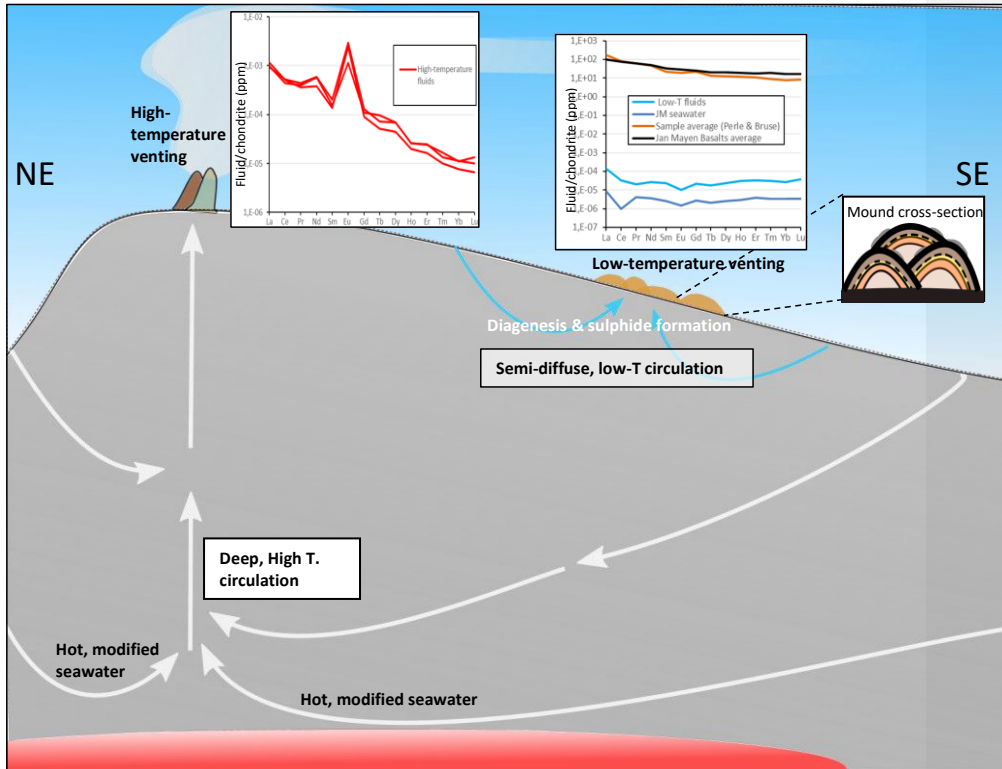 1,E-02
1,E-03
1,E-04
1,E-05
1,E-06
Fluid/chondrite (ppm)
La Ce Pr Nd Sm Eu Gd Tb Dy Ho Er Tm Yb Lu
High-temperature
fluids
1,E+03
1,E+02
1,E+01
1,E+00
1,E-01
1,E-02
1,E-03
1,E-04
1,E-05
1,E-06
1,E-07
Fluid/chondrite (ppm)
La Ce Pr Nd Sm Eu Gd Tb Dy Ho Er Tm Yb Lu
Low-T fluids
JM seawater
Sample average (Perle & Bruse)
Jan Mayen Basalts average
High-
temperature
venting
NE
SE
Mound cross-section
Low-temperature venting
Diagenesis & sulphide formation
Semi-diffuse, low-T circulation
Deep, High T.
circulation
Hot, modified
seawater
Hot, modified seawater